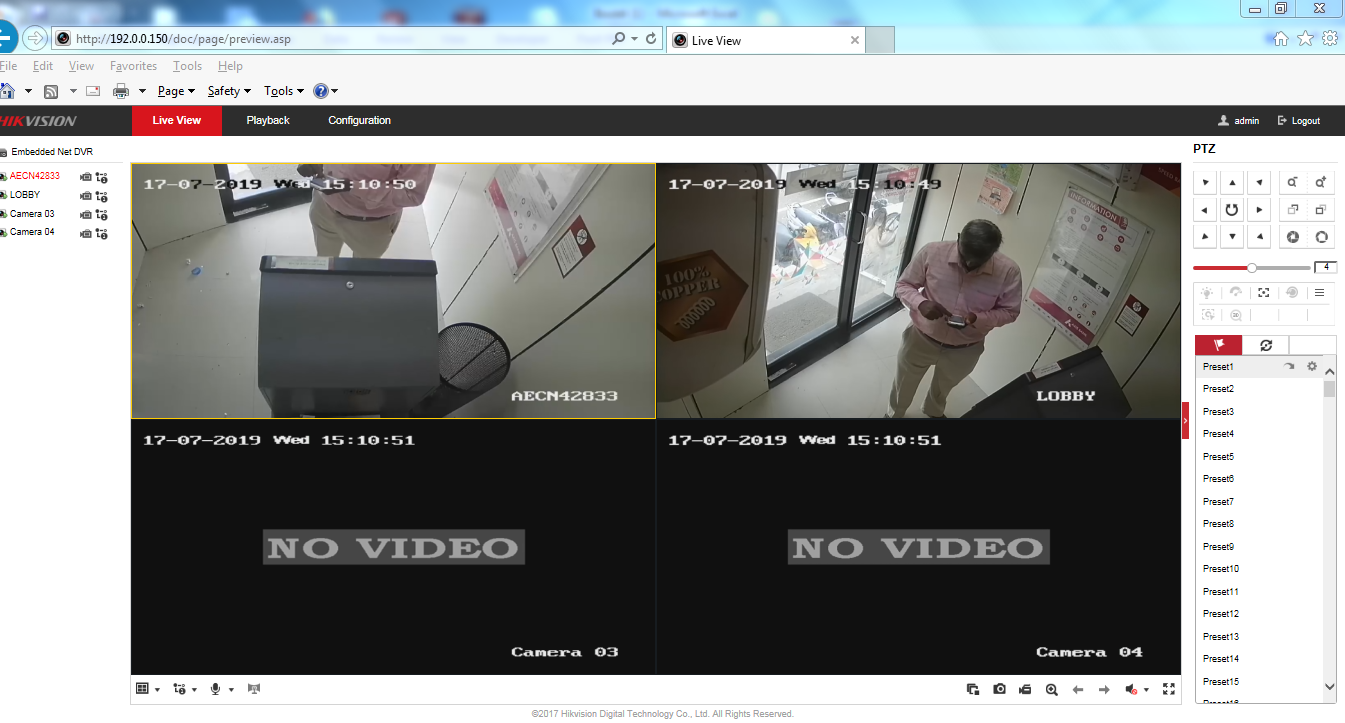 http://192.0.0.150/doc/page/preview.asp
Live View
File Edit View Favorites Tools Help
Page Safety Tools
HIKVISION
Live View Playback Configuration
admin Logout
Embedded Net DVR
AECN42833
LOBBY
Camera 03
Camera 04
17-07-2019 Wed 15:10:50
AECN42833
17-07-2019 Wed 15:10:49
INFORMATION
100%
COPPER
LOBBY
17-07-2019 Wed 15:10:51
NO VIDEO
Camera 03
17-07-2019 Wed 15:10:51
NO VIDEO
Camera 04
PTZ
4
Preset1
Preset2
Preset3
Preset4
Preset5
Preset6
Preset7
Preset8
Preset9
Preset10
Preset11
Preset12
Preset13
Preset14
Preset15
©2017 Hikvision Digital Technology Co., Ltd. All Rights Reserved.